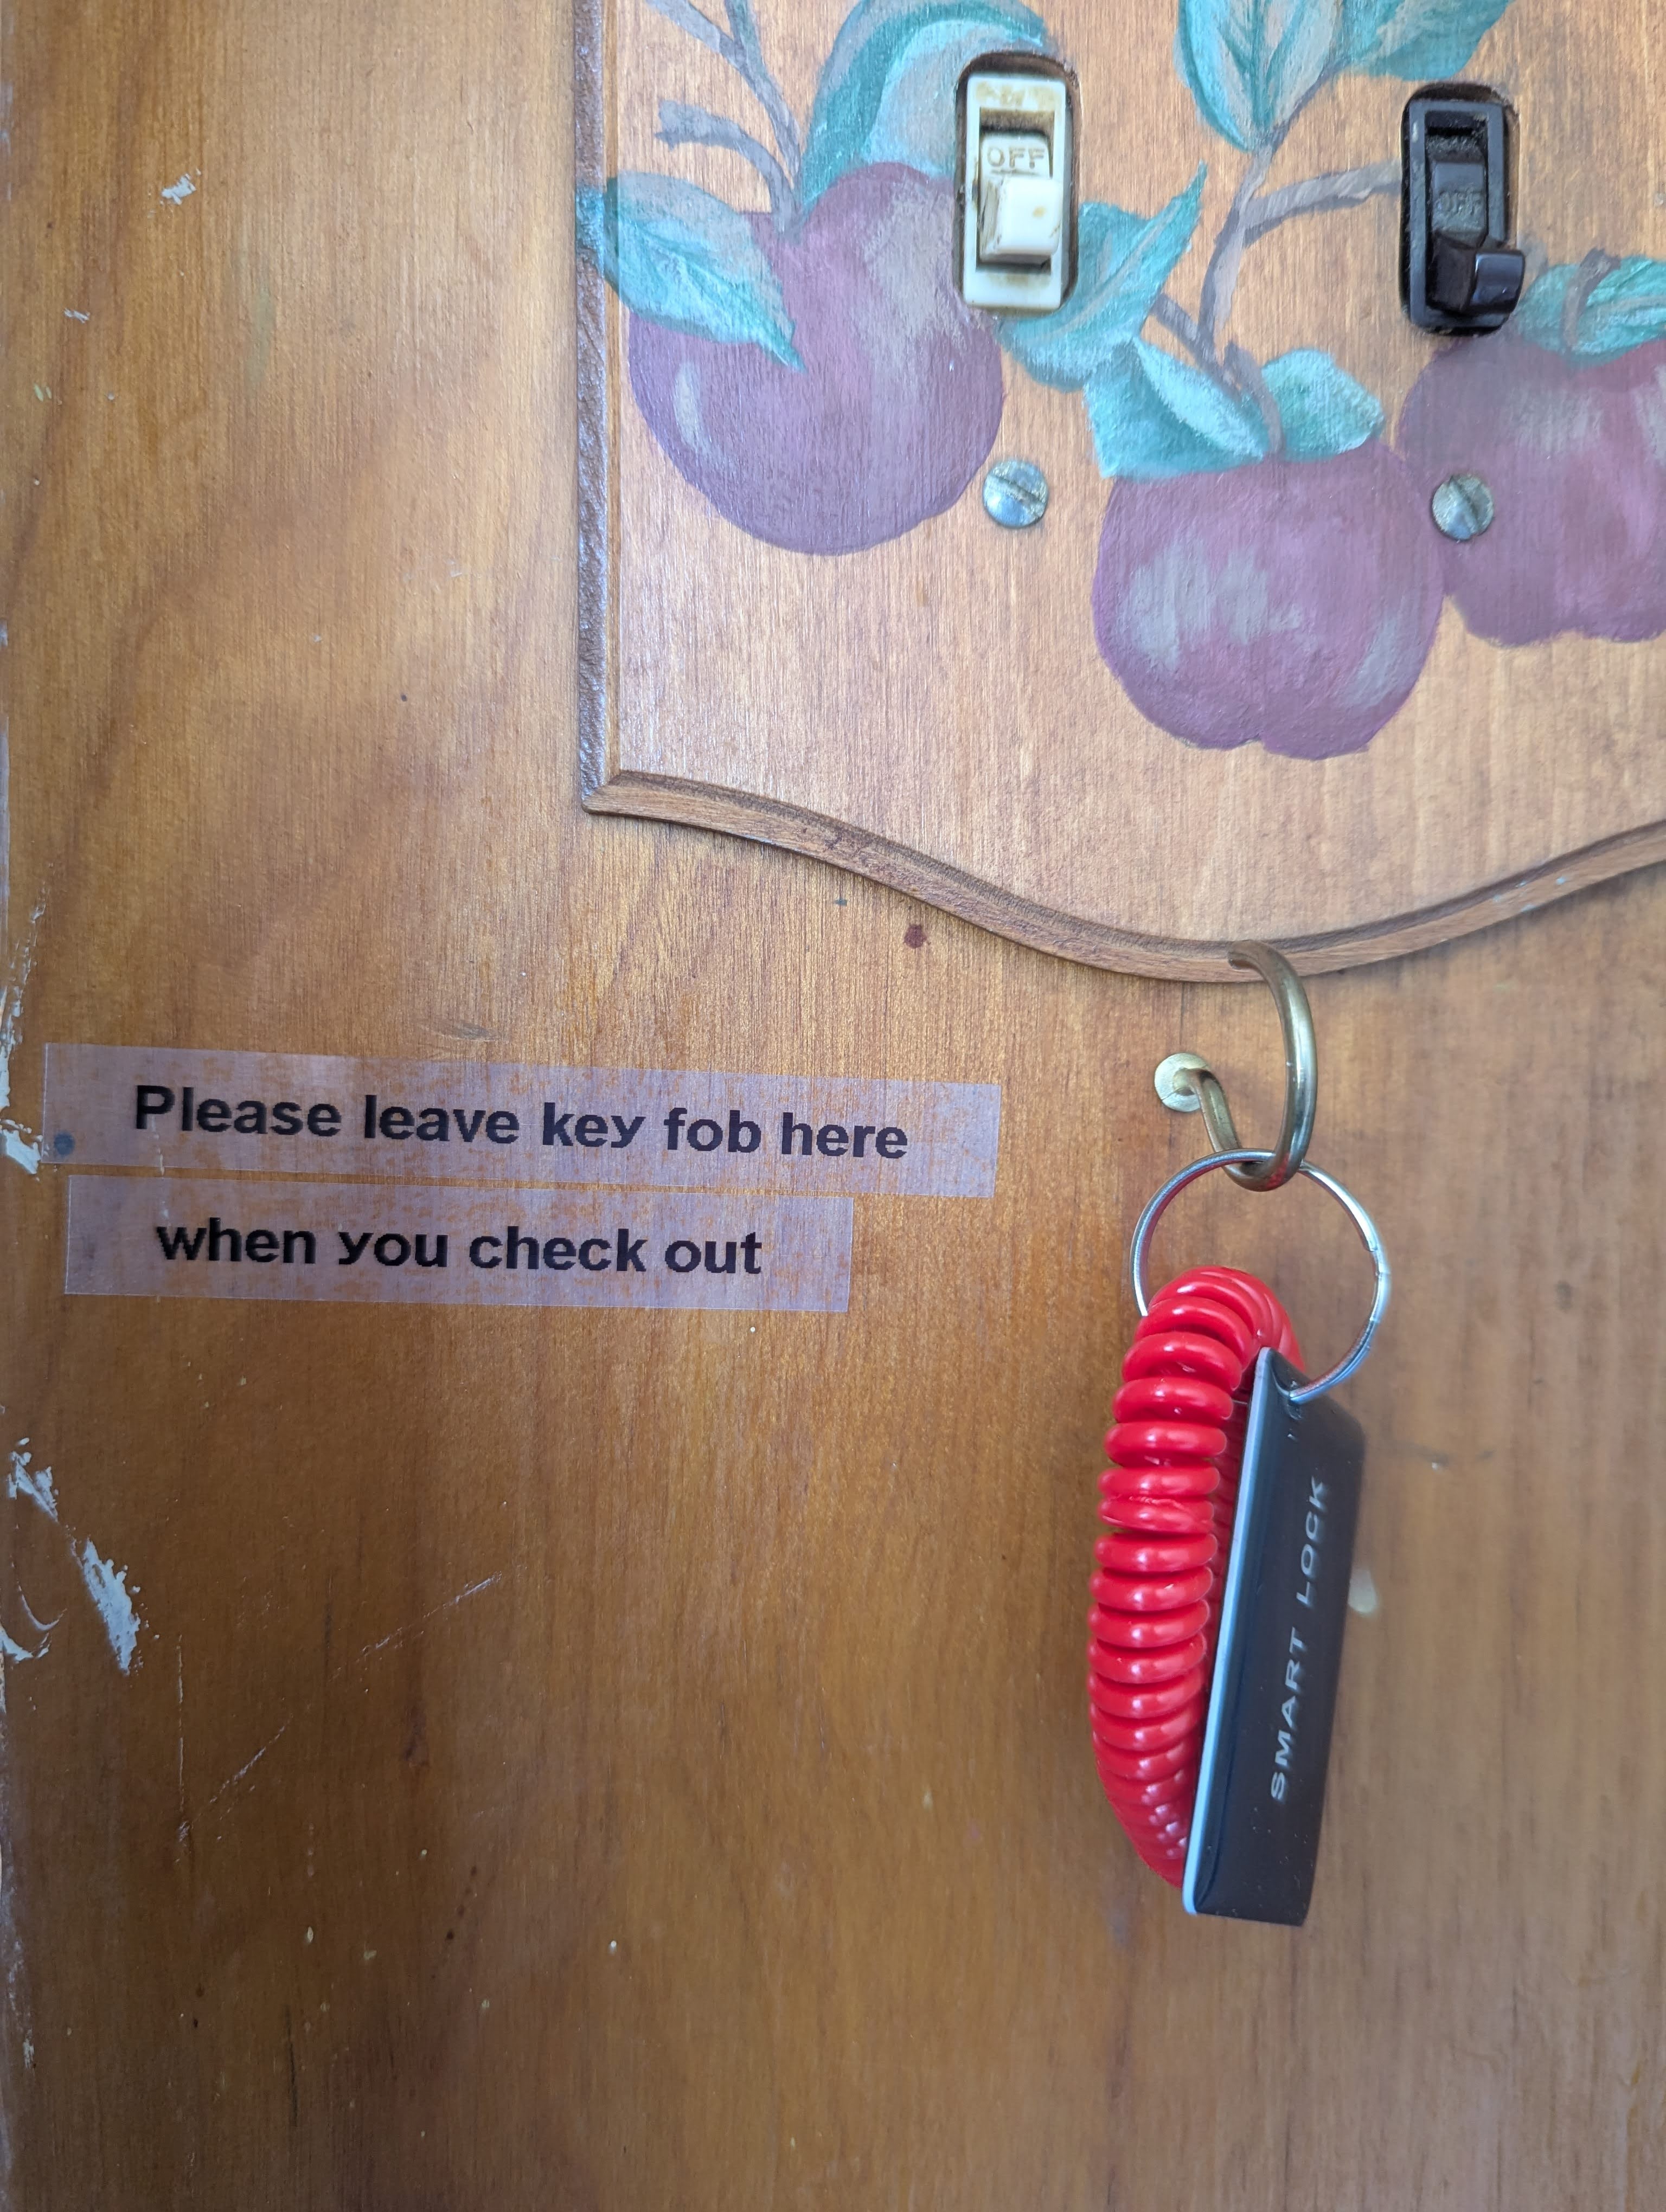 OFF
OFF
Please leave key fob here
when you check out
SMART LOCK